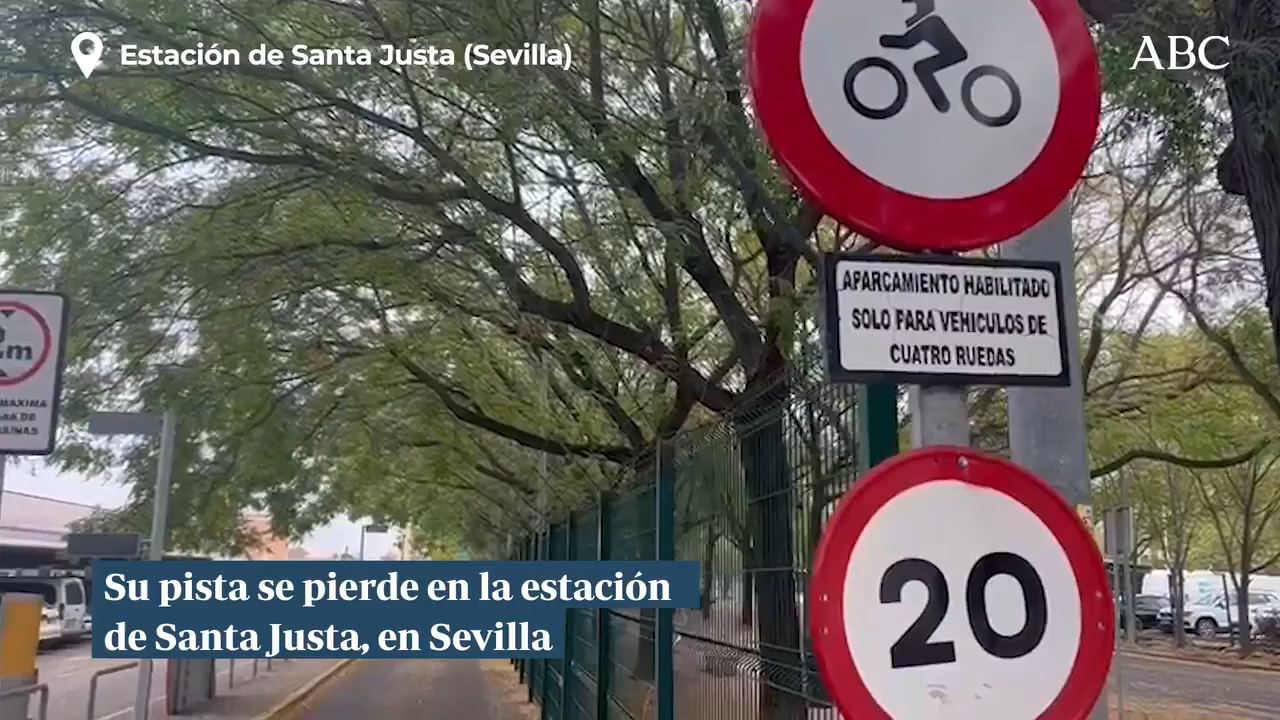 Estación de Santa Justa (Sevilla)
ABC
APARCAMIENTO HABILITADO
SOLO PARA VEHICULOS DE
CUATRO RUEDAS
m
MAXIMA
20
Su pista se pierde en la estación
de Santa Justa, en Sevilla